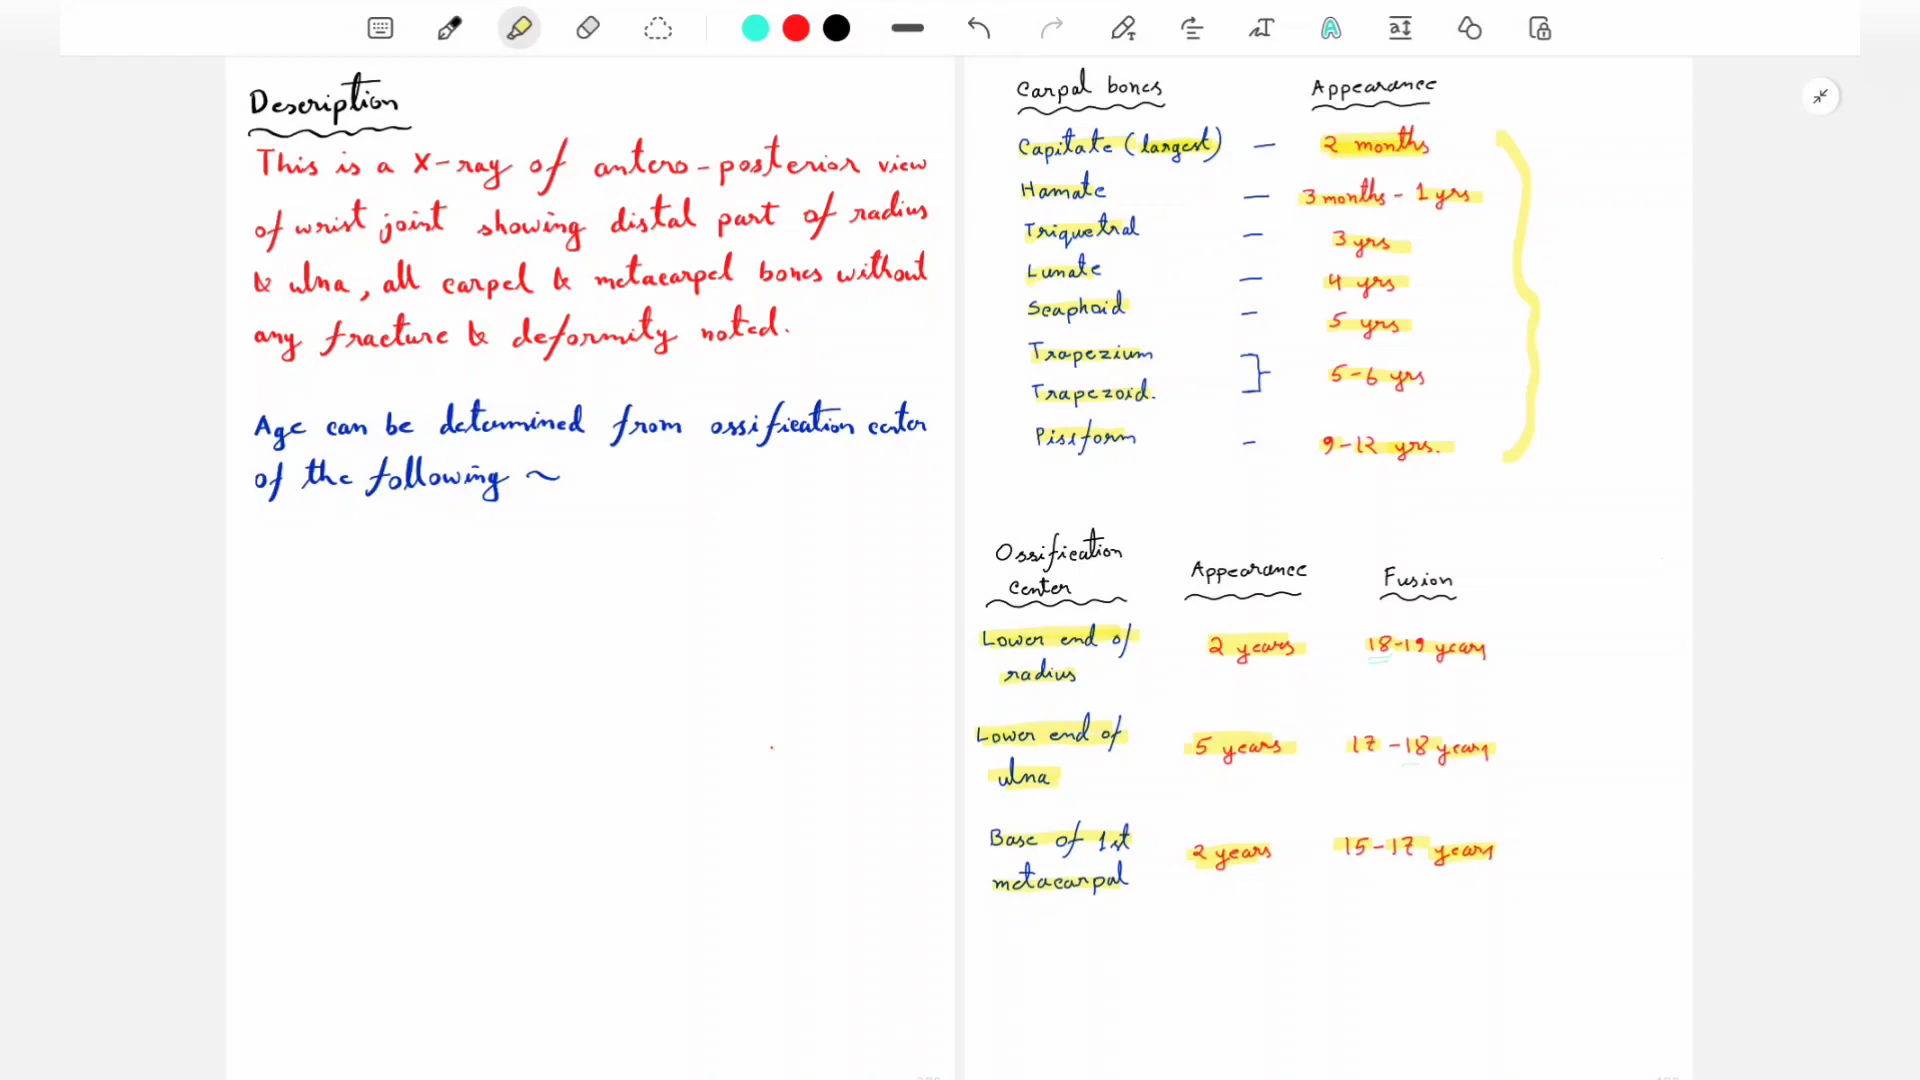 Description
This is a X-ray of antero-posterior view
of wrist joint showing distal part of radius
& ulna, all carpel & metacarpel bones without
any fracture & deformity noted.
Age can be determined from ossification center
of the following ~
Carpal bones Appearance
Capitate (largest) — 2 months
Hamate — 3 months - 1 yrs
Triquetral — 3 yrs
Lunate — 4 yrs
Scaphoid — 5 yrs
Trapezium
Trapezoid. ] 5-6 yrs
Pissform - 9-12 yrs.
Ossification
center Appearance Fusion
Lower end of
radius 2 years 18-19 years
Lower end of
ulna 5 years 17-18 years
Base of 1st
metacarpal 2 years 15-17 years